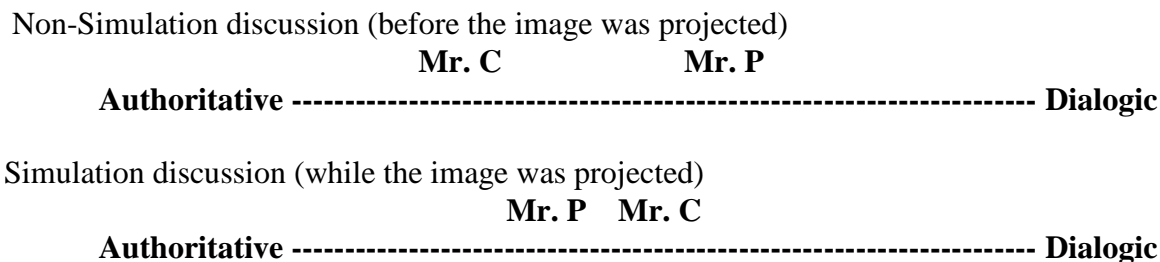 Non-Simulation discussion (before the image was projected)
Mr. C Mr. P
Authoritative ---------------------------------------------------------------------- Dialogic
Simulation discussion (while the image was projected)
Mr. P Mr. C
Authoritative ---------------------------------------------------------------------- Dialogic